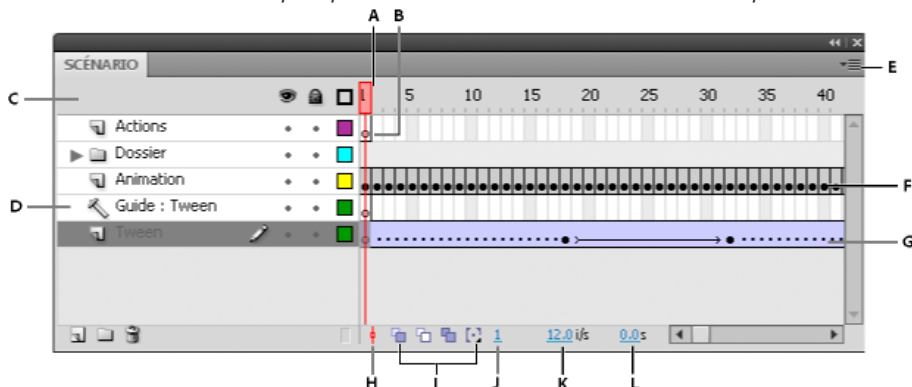 A B
SCÉNARIO
E
C 1 5 10 15 20 25 30 35 40
Actions
Dossier
Animation
F
D Guide : Tween
Tween
G
1 12.0 i/s 0.0 s
H I J K L